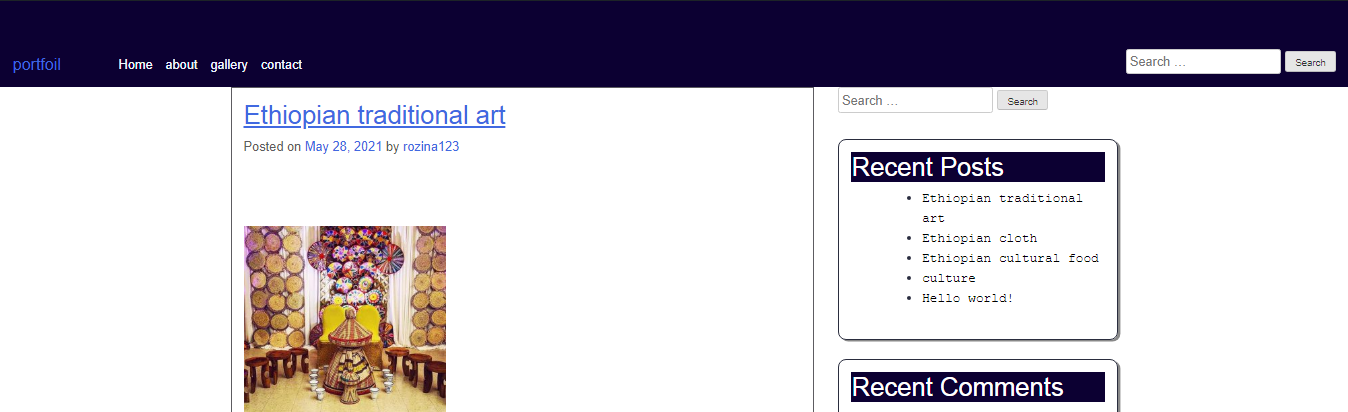 portfoil
Home about gallery contact
Search …
Search
Ethiopian traditional art
Posted on May 28, 2021 by rozina123
Search …
Search
Recent Posts
Ethiopian traditional
art
Ethiopian cloth
Ethiopian cultural food
culture
Hello world!
Recent Comments